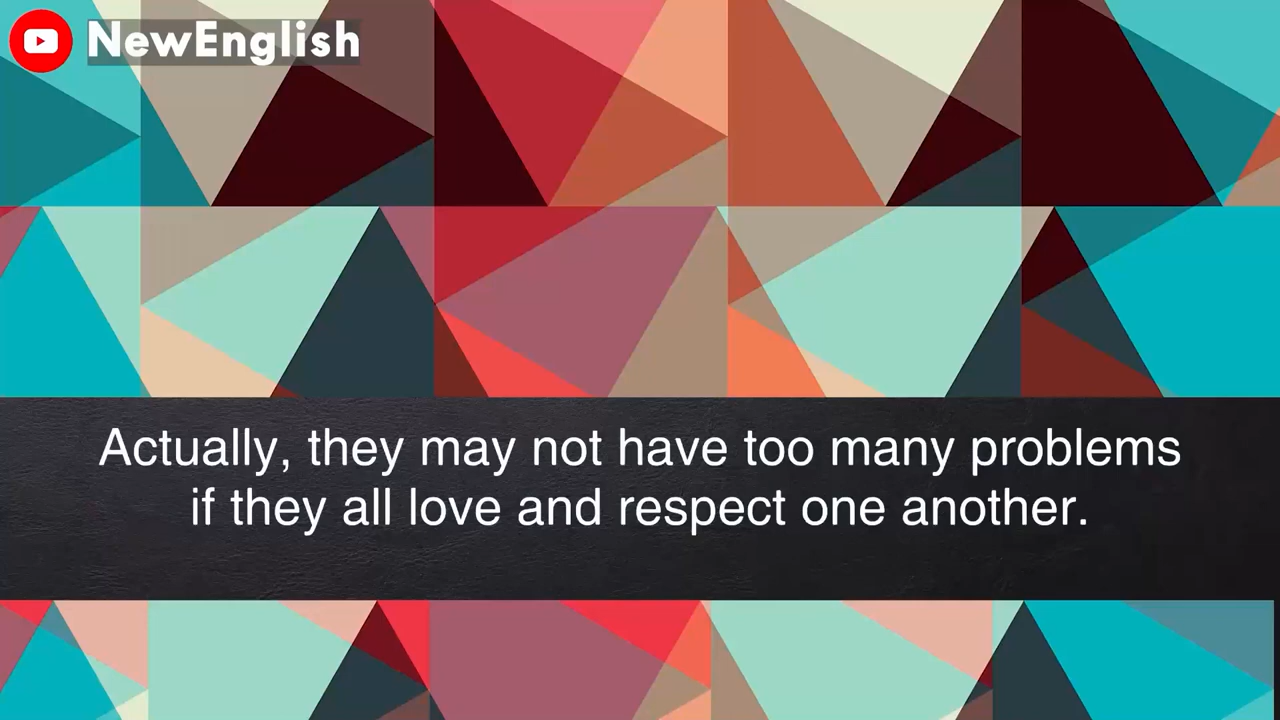 NewEnglish
Actually, they may not have too many problems
if they all love and respect one another.